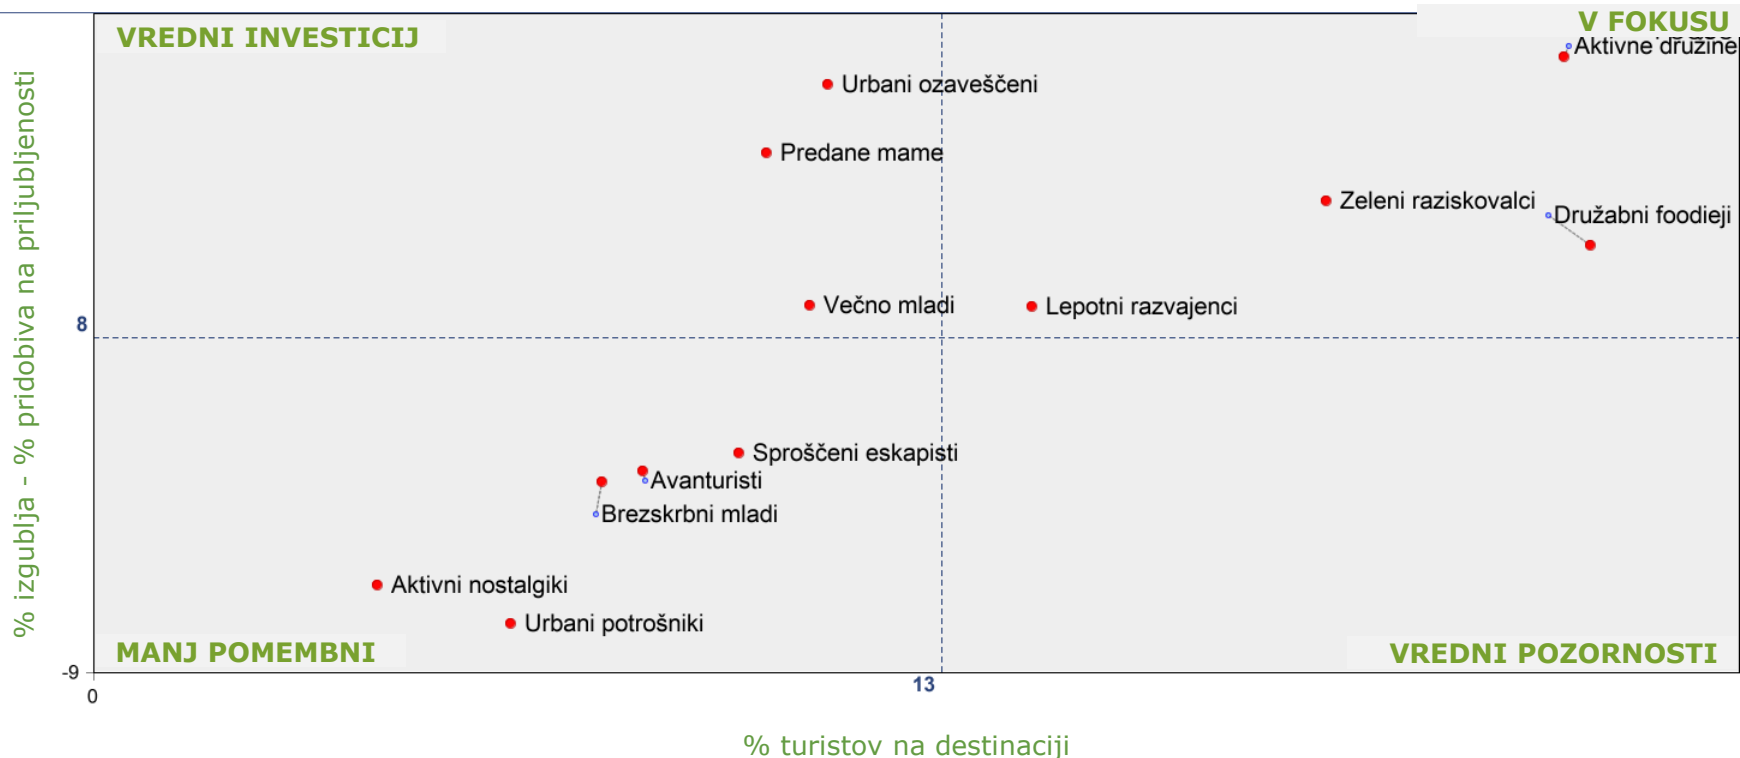 VREDNI INVESTICIJ
V FOKUSU
Aktivne družine
Urbani ozaveščeni
Predane mame
Zeleni raziskovalci
Družabni foodieji
Večno mladi
Lepotni razvajenci
8
% izgublja - % pridobiva na priljubljenosti
Sproščeni eskapisti
Avanturisti
Brezskrbni mladi
Aktivni nostalgiki
Urbani potrošniki
MANJ POMEMBNI
VREDNI POZORNOSTI
-9
0
13
% turistov na destinaciji